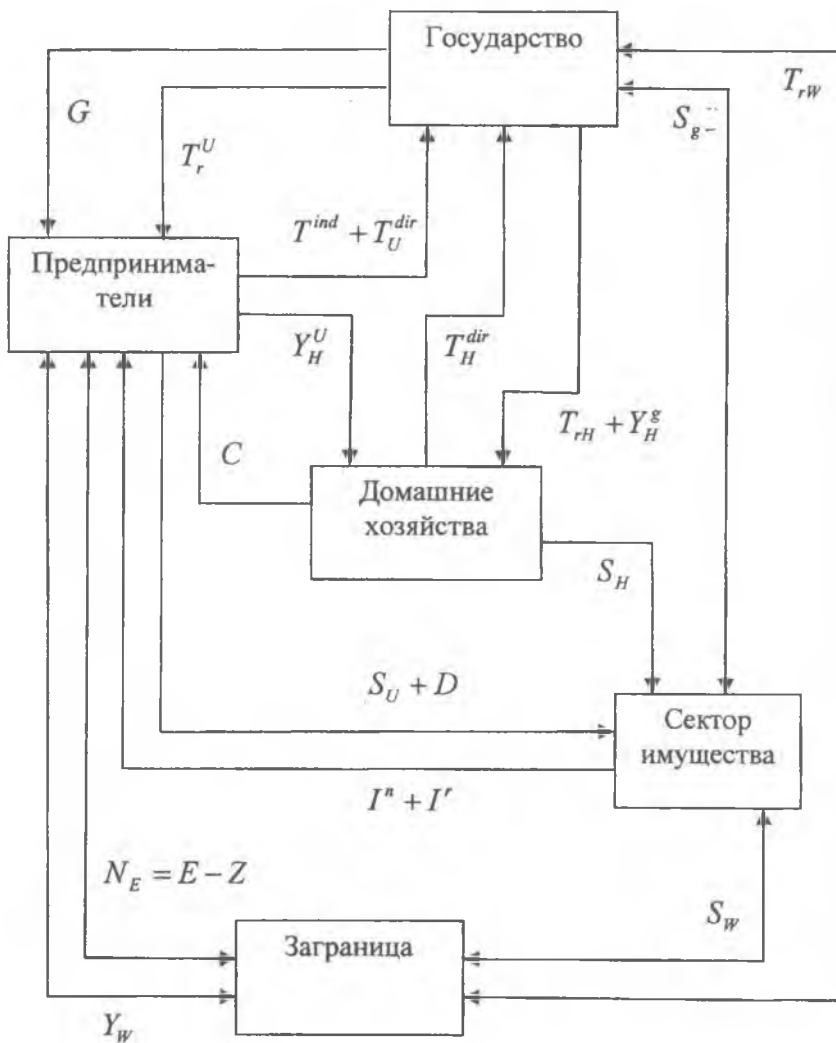 Государство
T_{rW}
G
S_g
T_r^U
T^{ind} + T_U^{dir}
Предпринима-
тели
Y_H^U
T_H^{dir}
T_{rH} + Y_H^g
C
Домашние
хозяйства
S_H
S_U + D
Сектор
имущества
I^n + I^r
N_E = E − Z
S_W
Заграница
Y_W